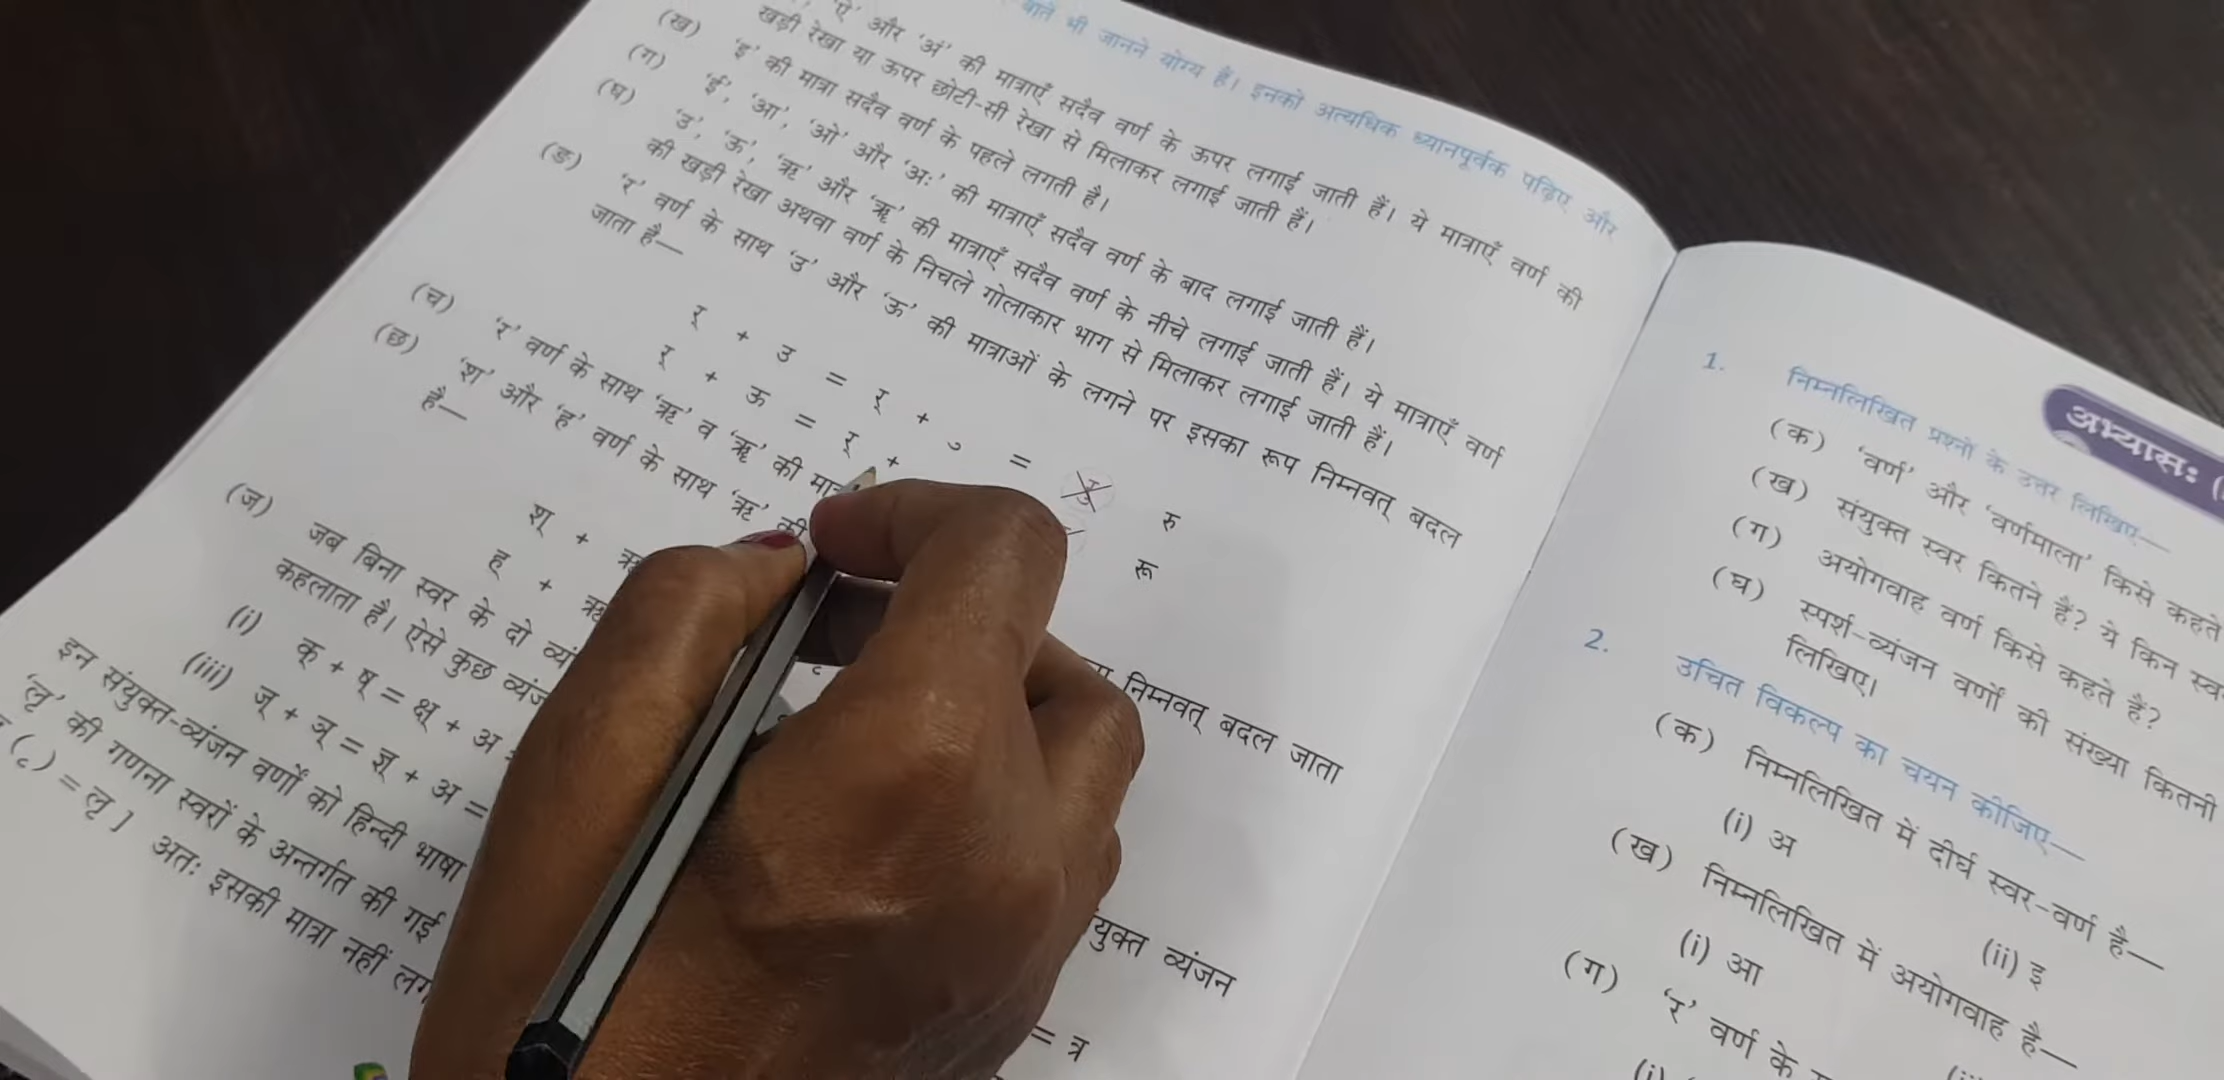 बातें भी जानने योग्य हैं। इनको अत्यधिक ध्यानपूर्वक पढ़िए और
'ऐ' और 'अं' की मात्राएँ सदैव वर्ण के ऊपर लगाई जाती हैं। ये मात्राएँ वर्ण की
खड़ी रेखा या ऊपर छोटी-सी रेखा से मिलाकर लगाई जाती हैं।
(ख) 'इ' की मात्रा सदैव वर्ण के पहले लगती है।
(ग) 'ई', 'आ', 'ओ' और 'अः' की मात्राएँ सदैव वर्ण के बाद लगाई जाती हैं।
(घ) 'उ', 'ऊ', 'ऋ' और 'ॠ' की मात्राएँ सदैव वर्ण के नीचे लगाई जाती हैं। ये मात्राएँ वर्ण
की खड़ी रेखा अथवा वर्ण के निचले गोलाकार भाग से मिलाकर लगाई जाती हैं।
(ङ) 'र' वर्ण के साथ 'उ' और 'ऊ' की मात्राओं के लगने पर इसका रूप निम्नवत् बदल
जाता है—
र् + उ = र् + ु = रु
र् + ऊ = र् + रू
(च) 'र' वर्ण के साथ 'ऋ' व 'ॠ' की
(छ) 'श' और 'ह' वर्ण के साथ 'ऋ' की निम्नवत् बदल जाता
है—
श् +
ह् +
(ज) जब बिना स्वर के दो संयुक्त व्यंजन
कहलाता है। ऐसे कुछ
(i) क् + ष् = क्ष् + अ = त्र
(iii) ज् + ञ् = ज्ञ् + अ =
इन संयुक्त-व्यंजन वर्णों को हिन्दी भाषा
'लृ' की गणना स्वरों के अन्तर्गत की गई
(ृ) = लृ ] अतः इसकी मात्रा नहीं
अभ्यासः
1. निम्नलिखित प्रश्नों के उत्तर लिखिए—
(क) 'वर्ण' और 'वर्णमाला' किसे कहते
(ख) संयुक्त स्वर कितने हैं? ये किन
(ग) अयोगवाह वर्ण किसे कहते हैं?
(घ) स्पर्श-व्यंजन वर्णों की संख्या कितनी
लिखिए।
2. उचित विकल्प का चयन कीजिए—
(क) निम्नलिखित में दीर्घ स्वर-वर्ण है—
(i) अ (ii) इ
(ख) निम्नलिखित में अयोगवाह है—
(i) आ
(ग) 'र' वर्ण के
(i)